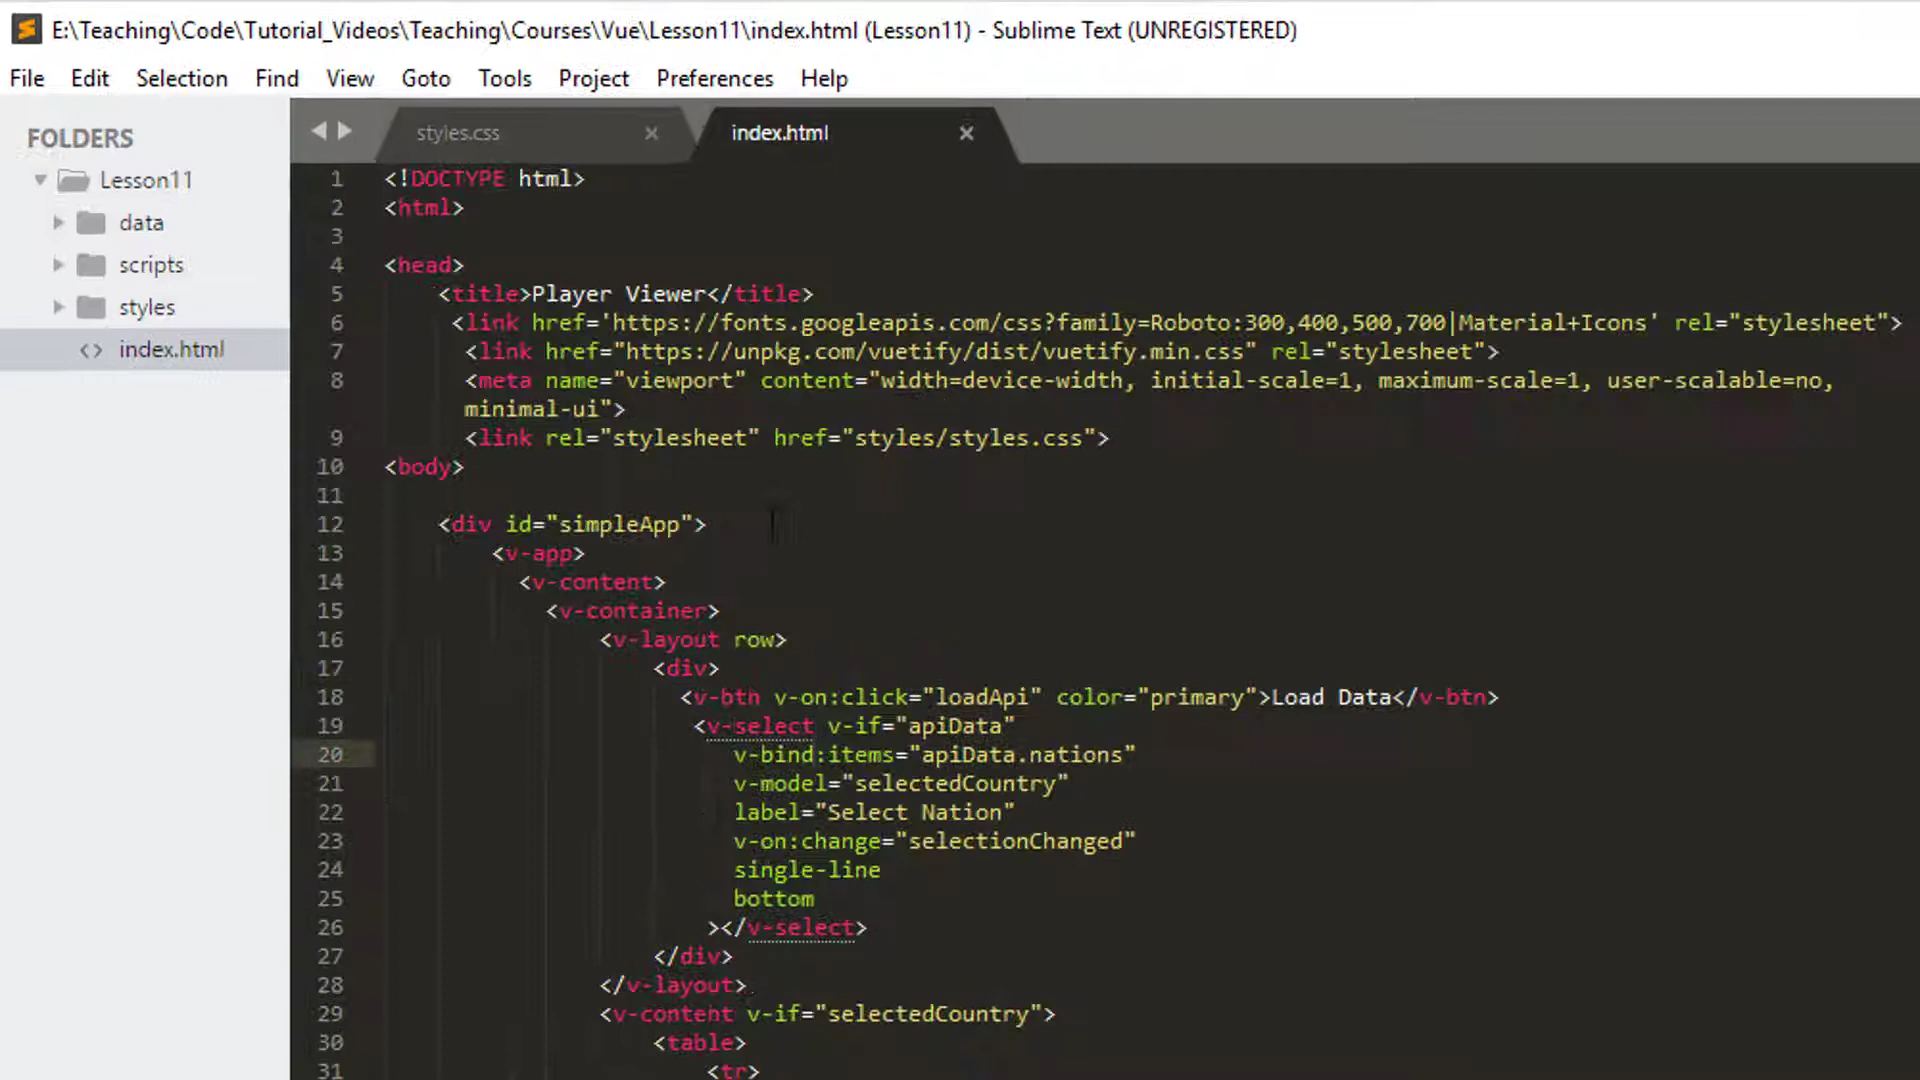 E:\Teaching\Code\Tutorial_Videos\Teaching\Courses\Vue\Lesson11\index.html (Lesson11) - Sublime Text (UNREGISTERED)
File Edit Selection Find View Goto Tools Project Preferences Help
FOLDERS
Lesson11
data
scripts
styles
<> index.html
styles.css × index.html ×
1 <!DOCTYPE html>
2 <html>
3
4 <head>
5 <title>Player Viewer</title>
6 <link href='https://fonts.googleapis.com/css?family=Roboto:300,400,500,700|Material+Icons' rel="stylesheet">
7 <link href="https://unpkg.com/vuetify/dist/vuetify.min.css" rel="stylesheet">
8 <meta name="viewport" content="width=device-width, initial-scale=1, maximum-scale=1, user-scalable=no,
minimal-ui">
9 <link rel="stylesheet" href="styles/styles.css">
10 <body>
11
12 <div id="simpleApp">
13 <v-app>
14 <v-content>
15 <v-container>
16 <v-layout row>
17 <div>
18 <v-btn v-on:click="loadApi" color="primary">Load Data</v-btn>
19 <v-select v-if="apiData"
20 v-bind:items="apiData.nations"
21 v-model="selectedCountry"
22 label="Select Nation"
23 v-on:change="selectionChanged"
24 single-line
25 bottom
26 ></v-select>
27 </div>
28 </v-layout>
29 <v-content v-if="selectedCountry">
30 <table>
31 <tr>